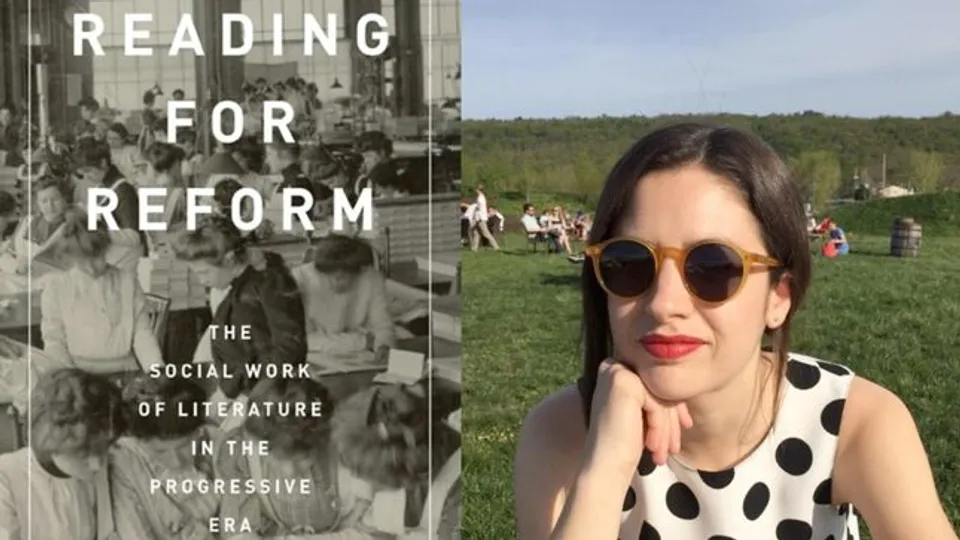 READING
FOR
REFORM
THE
SOCIAL WORK
OF LITERATURE
IN THE
PROGRESSIVE
ERA